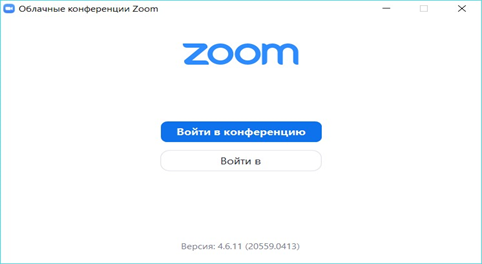 Облачные конференции Zoom
zoom
Войти в конференцию
Войти в
Версия: 4.6.11 (20559.0413)